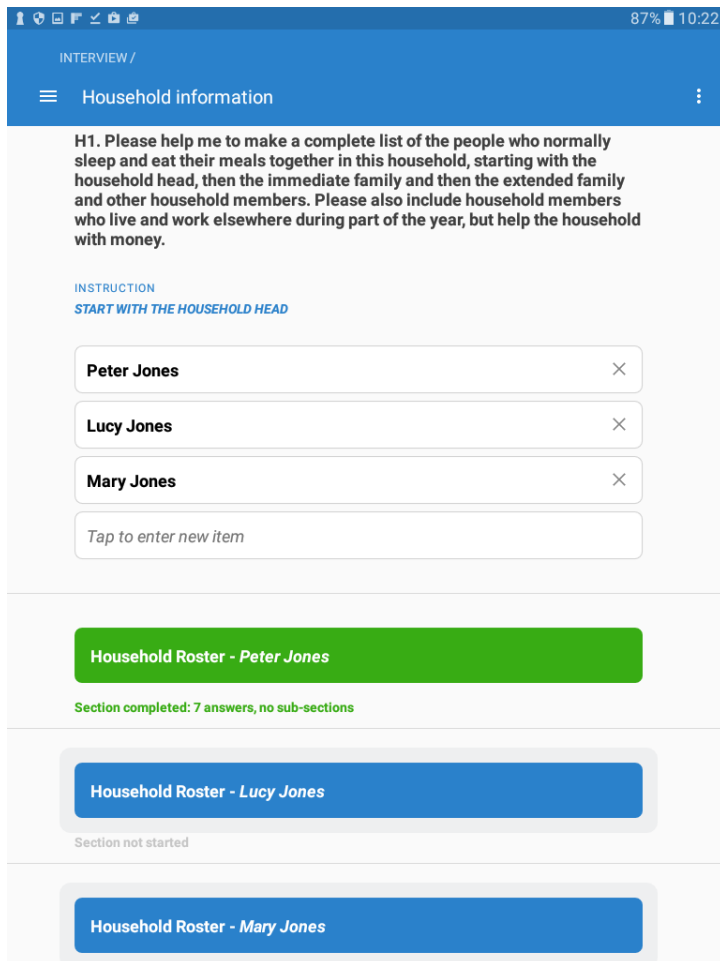 87% 10:22
INTERVIEW /
Household information
H1. Please help me to make a complete list of the people who normally
sleep and eat their meals together in this household, starting with the
household head, then the immediate family and then the extended family
and other household members. Please also include household members
who live and work elsewhere during part of the year, but help the household
with money.
INSTRUCTION
START WITH THE HOUSEHOLD HEAD
Peter Jones
Lucy Jones
Mary Jones
Tap to enter new item
Household Roster - Peter Jones
Section completed: 7 answers, no sub-sections
Household Roster - Lucy Jones
Section not started
Household Roster - Mary Jones